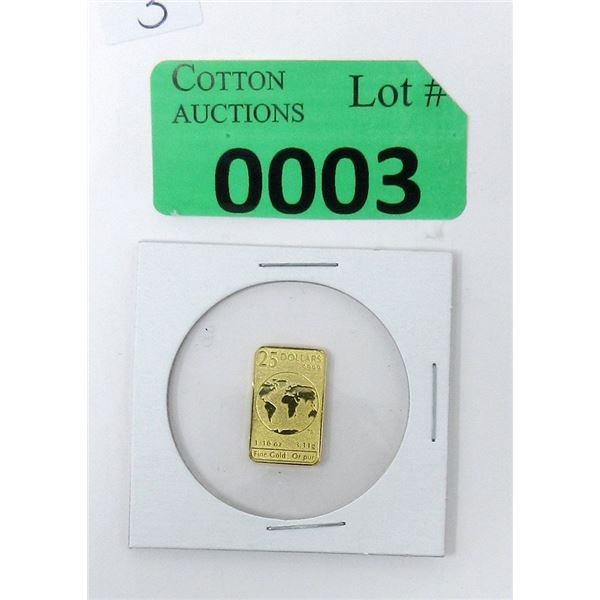 3
COTTON
AUCTIONS
Lot #
0003
25 DOLLARS
9999
1/10 oz 3.11g
Fine Gold Or pur